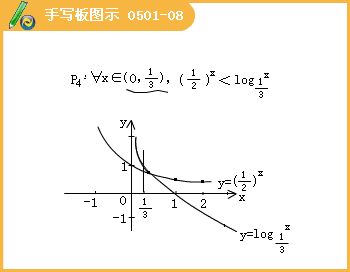 手写板图示 0501-08
P₄: ∀x∈(0, 1/3), (1/2)^x < log_{1/3} x
y
1
y=(1/2)^x
-1 0 1 2 x
1/3
-1
y=log_{1/3} x